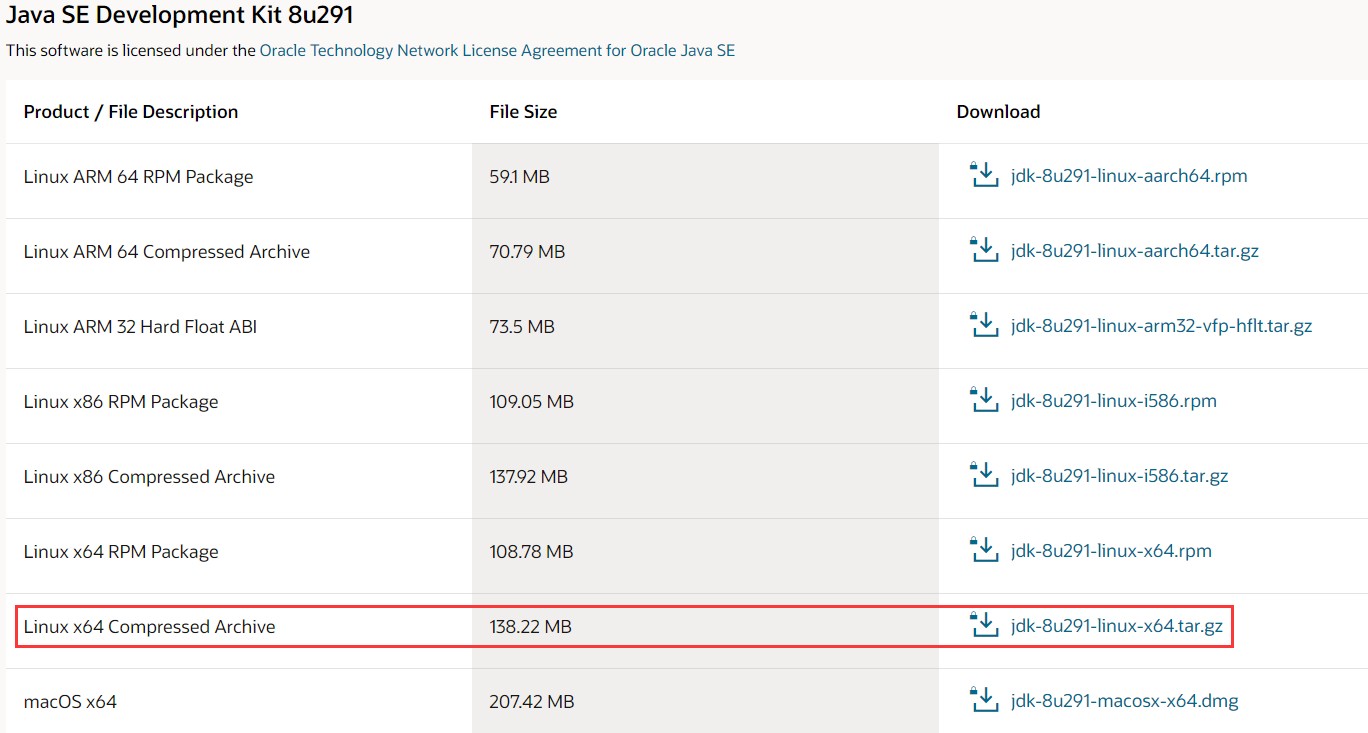 Java SE Development Kit 8u291
This software is licensed under the Oracle Technology Network License Agreement for Oracle Java SE
Product / File Description File Size Download
Linux ARM 64 RPM Package 59.1 MB jdk-8u291-linux-aarch64.rpm
Linux ARM 64 Compressed Archive 70.79 MB jdk-8u291-linux-aarch64.tar.gz
Linux ARM 32 Hard Float ABI 73.5 MB jdk-8u291-linux-arm32-vfp-hflt.tar.gz
Linux x86 RPM Package 109.05 MB jdk-8u291-linux-i586.rpm
Linux x86 Compressed Archive 137.92 MB jdk-8u291-linux-i586.tar.gz
Linux x64 RPM Package 108.78 MB jdk-8u291-linux-x64.rpm
Linux x64 Compressed Archive 138.22 MB jdk-8u291-linux-x64.tar.gz
macOS x64 207.42 MB jdk-8u291-macosx-x64.dmg